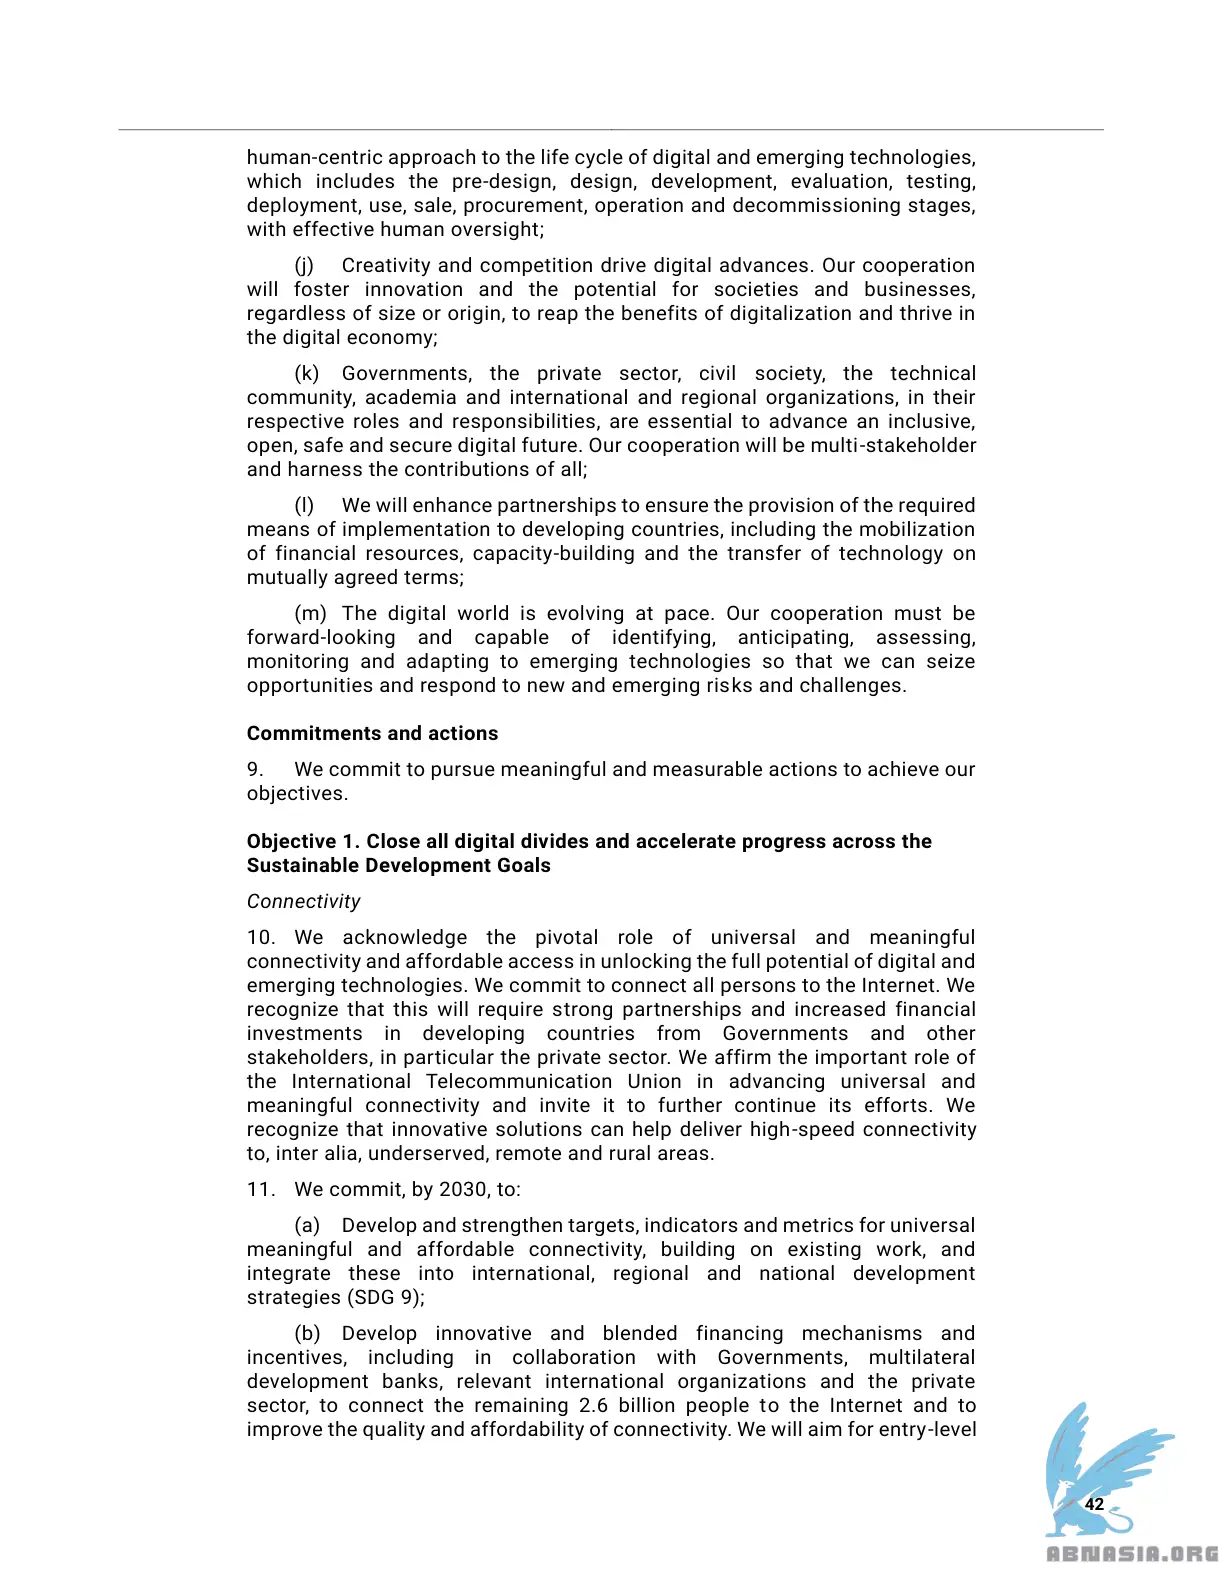 human-centric approach to the life cycle of digital and emerging technologies,
which includes the pre-design, design, development, evaluation, testing,
deployment, use, sale, procurement, operation and decommissioning stages,
with effective human oversight;
(j) Creativity and competition drive digital advances. Our cooperation
will foster innovation and the potential for societies and businesses,
regardless of size or origin, to reap the benefits of digitalization and thrive in
the digital economy;
(k) Governments, the private sector, civil society, the technical
community, academia and international and regional organizations, in their
respective roles and responsibilities, are essential to advance an inclusive,
open, safe and secure digital future. Our cooperation will be multi-stakeholder
and harness the contributions of all;
(l) We will enhance partnerships to ensure the provision of the required
means of implementation to developing countries, including the mobilization
of financial resources, capacity-building and the transfer of technology on
mutually agreed terms;
(m) The digital world is evolving at pace. Our cooperation must be
forward-looking and capable of identifying, anticipating, assessing,
monitoring and adapting to emerging technologies so that we can seize
opportunities and respond to new and emerging risks and challenges.
Commitments and actions
9. We commit to pursue meaningful and measurable actions to achieve our
objectives.
Objective 1. Close all digital divides and accelerate progress across the
Sustainable Development Goals
Connectivity
10. We acknowledge the pivotal role of universal and meaningful
connectivity and affordable access in unlocking the full potential of digital and
emerging technologies. We commit to connect all persons to the Internet. We
recognize that this will require strong partnerships and increased financial
investments in developing countries from Governments and other
stakeholders, in particular the private sector. We affirm the important role of
the International Telecommunication Union in advancing universal and
meaningful connectivity and invite it to further continue its efforts. We
recognize that innovative solutions can help deliver high-speed connectivity
to, inter alia, underserved, remote and rural areas.
11. We commit, by 2030, to:
(a) Develop and strengthen targets, indicators and metrics for universal
meaningful and affordable connectivity, building on existing work, and
integrate these into international, regional and national development
strategies (SDG 9);
(b) Develop innovative and blended financing mechanisms and
incentives, including in collaboration with Governments, multilateral
development banks, relevant international organizations and the private
sector, to connect the remaining 2.6 billion people to the Internet and to
improve the quality and affordability of connectivity. We will aim for entry-level
42
ABNASIA.ORG